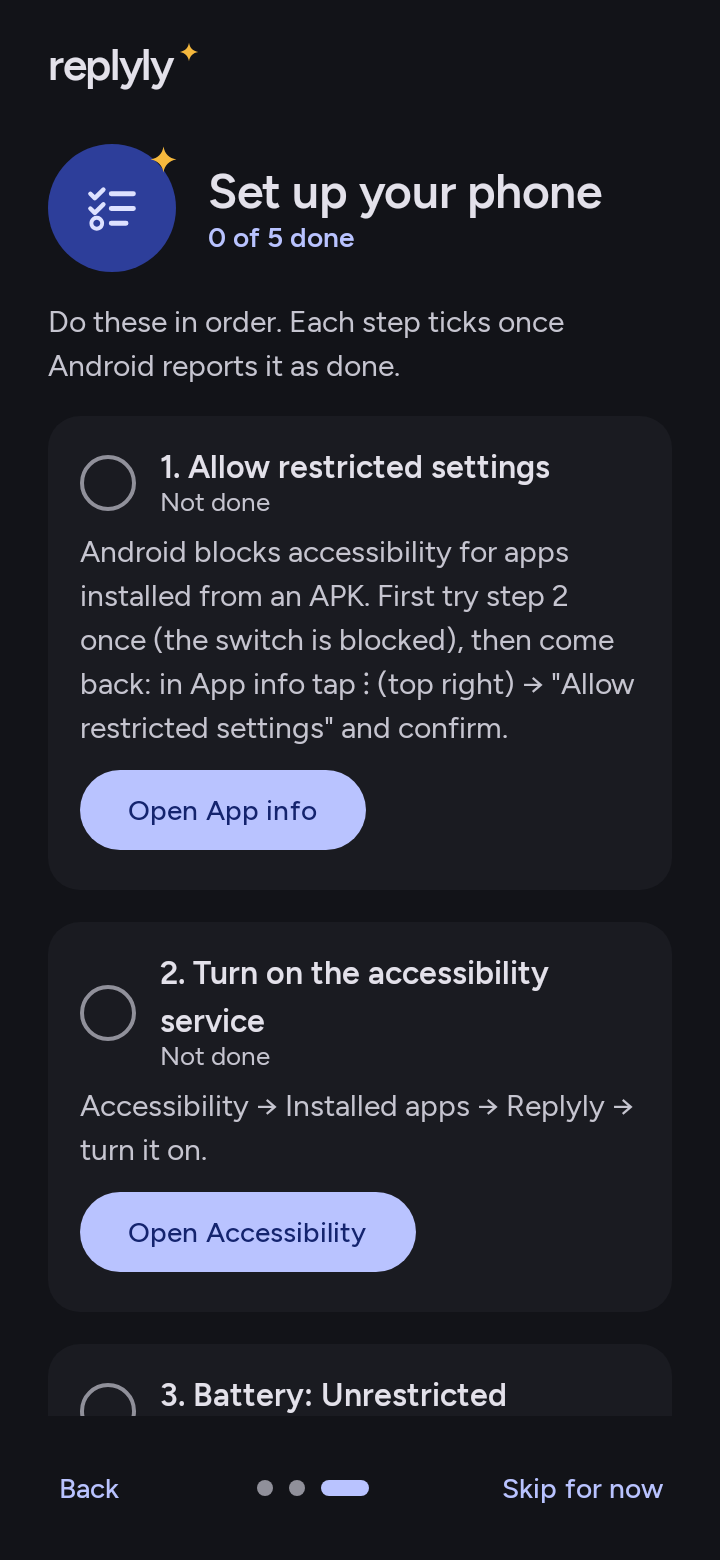 replyly
Set up your phone
0 of 5 done
Do these in order. Each step ticks once
Android reports it as done.
1. Allow restricted settings
Not done
Android blocks accessibility for apps
installed from an APK. First try step 2
once (the switch is blocked), then come
back: in App info tap ⋮ (top right) → "Allow
restricted settings" and confirm.
Open App info
2. Turn on the accessibility
service
Not done
Accessibility → Installed apps → Replyly →
turn it on.
Open Accessibility
3. Battery: Unrestricted
Back
Skip for now